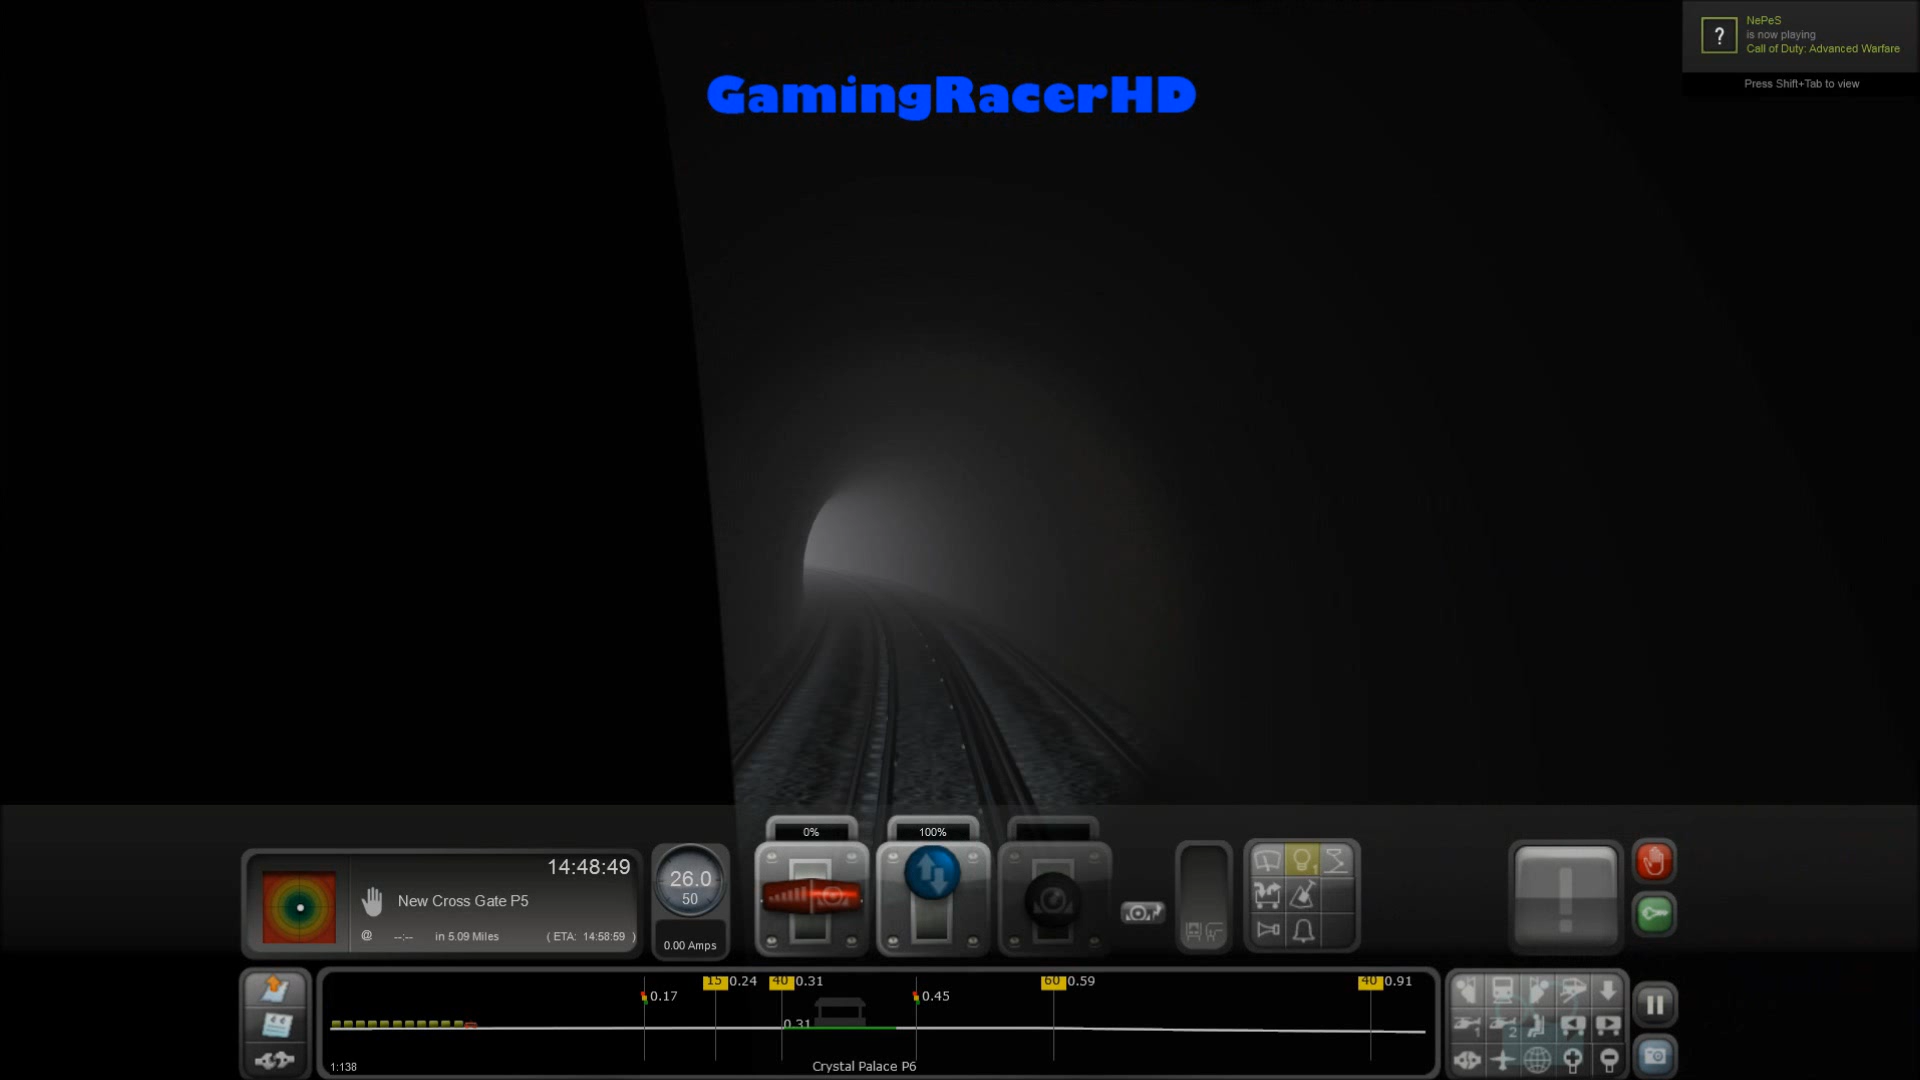 NePeS
is now playing
Call of Duty: Advanced Warfare
Press Shift+Tab to view
GamingRacerHD
14:48:49
New Cross Gate P5
@ --:-- in 5.09 Miles ( ETA: 14:58:59 )
26.0
50
0.00 Amps
0%
100%
1
15 0.24
40 0.31
60 0.59
40 0.91
0.17
0.45
0.31
1:138
Crystal Palace P6
1
2